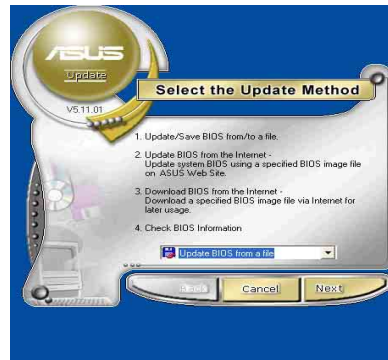 ASUS
Update
V5.11.01
Select the Update Method
1. Update/Save BIOS from/to a file.
2. Update BIOS from the Internet -
Update system BIOS using a specified BIOS image file
on ASUS Web Site.
3. Download BIOS from the Internet -
Download a specified BIOS image file via Internet for
later usage.
4. Check BIOS Information
Update BIOS from a file
Back
Cancel
Next